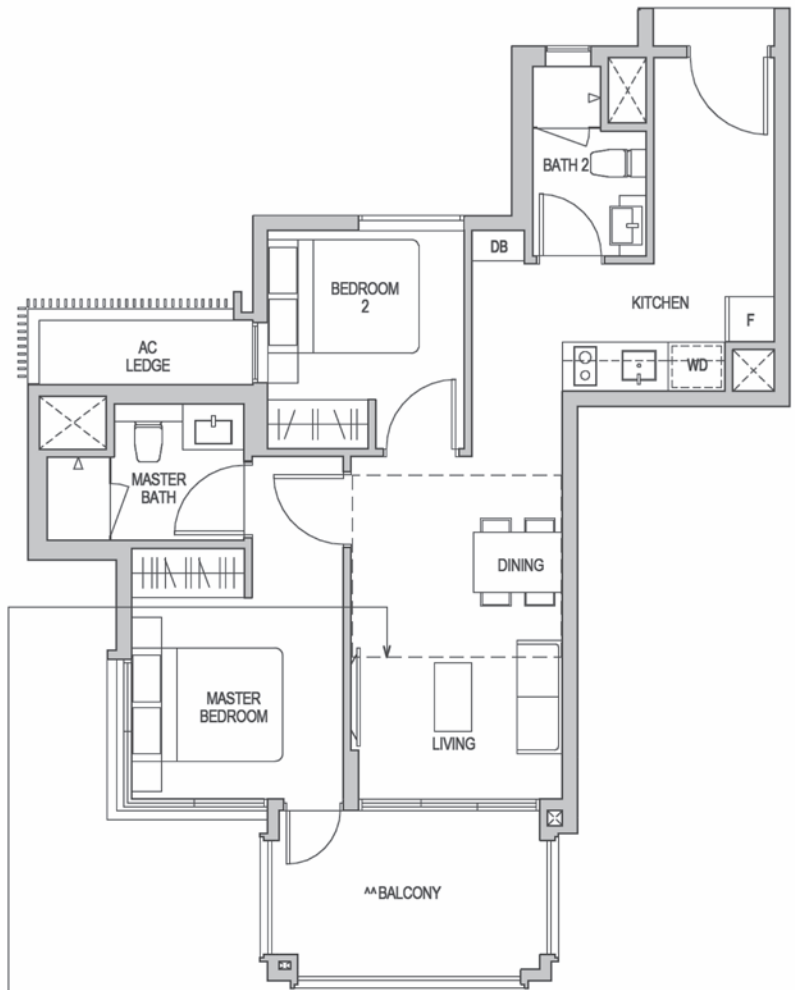 BATH 2
DB
BEDROOM
2
KITCHEN
F
AC
LEDGE
WD
MASTER
BATH
DINING
MASTER
BEDROOM
LIVING
^^BALCONY